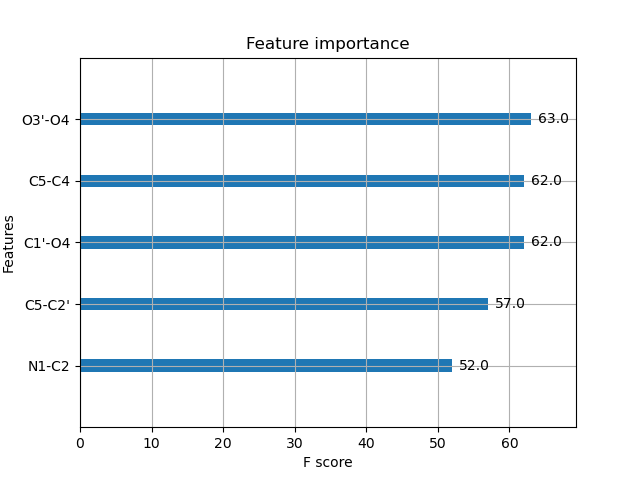 Feature importance
Features
O3'-O4
63.0
C5-C4
62.0
C1'-O4
62.0
C5-C2'
57.0
N1-C2
52.0
0 10 20 30 40 50 60
F score